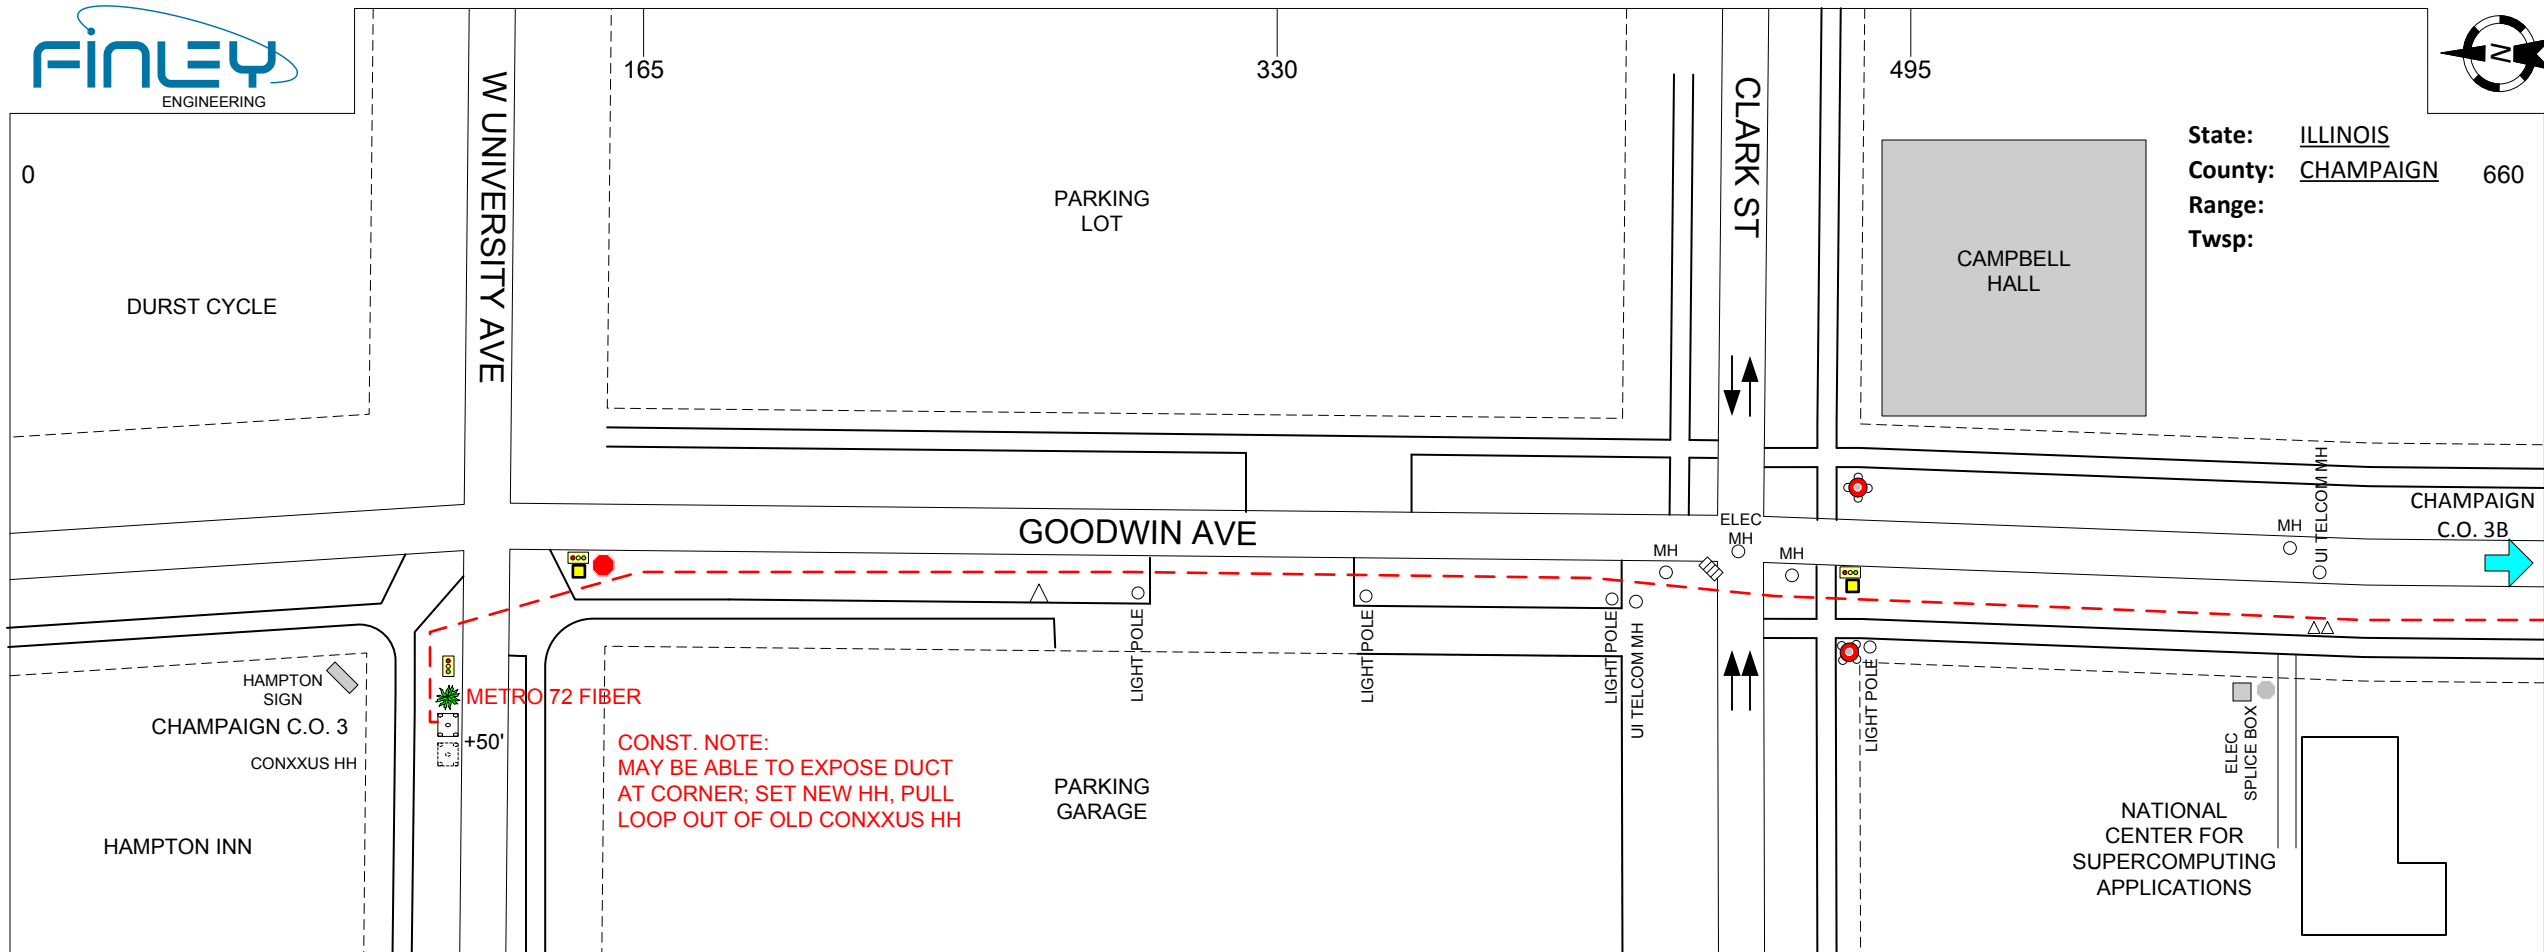 FINLEY
ENGINEERING
165
330
495
N
State: ILLINOIS
County: CHAMPAIGN
Range:
Twsp:
0
660
W UNIVERSITY AVE
CLARK ST
DURST CYCLE
PARKING
LOT
CAMPBELL
HALL
GOODWIN AVE
ELEC
MH
MH
MH
MH
UI TELCOM MH
CHAMPAIGN
C.O. 3B
LIGHT POLE
LIGHT POLE
LIGHT POLE
UI TELCOM MH
LIGHT POLE
HAMPTON
SIGN
METRO 72 FIBER
CHAMPAIGN C.O. 3
+50'
CONXXUS HH
CONST. NOTE:
MAY BE ABLE TO EXPOSE DUCT
AT CORNER; SET NEW HH, PULL
LOOP OUT OF OLD CONXXUS HH
PARKING
GARAGE
ELEC
SPLICE BOX
HAMPTON INN
NATIONAL
CENTER FOR
SUPERCOMPUTING
APPLICATIONS